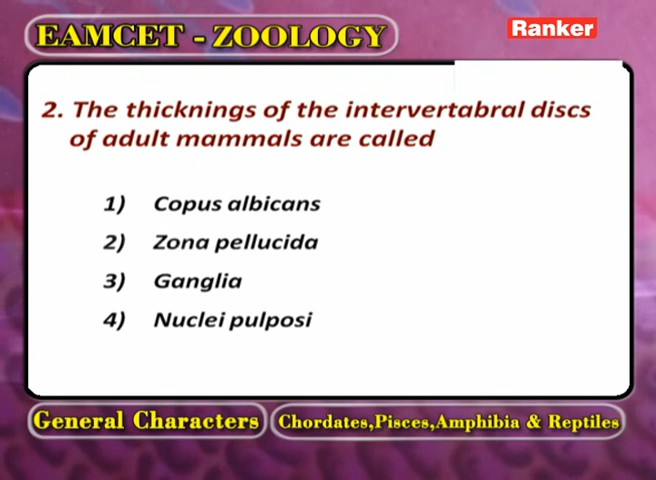 EAMCET - ZOOLOGY
Ranker
2. The thicknings of the intervertabral discs
of adult mammals are called
1) Copus albicans
2) Zona pellucida
3) Ganglia
4) Nuclei pulposi
General Characters
Chordates,Pisces,Amphibia & Reptiles